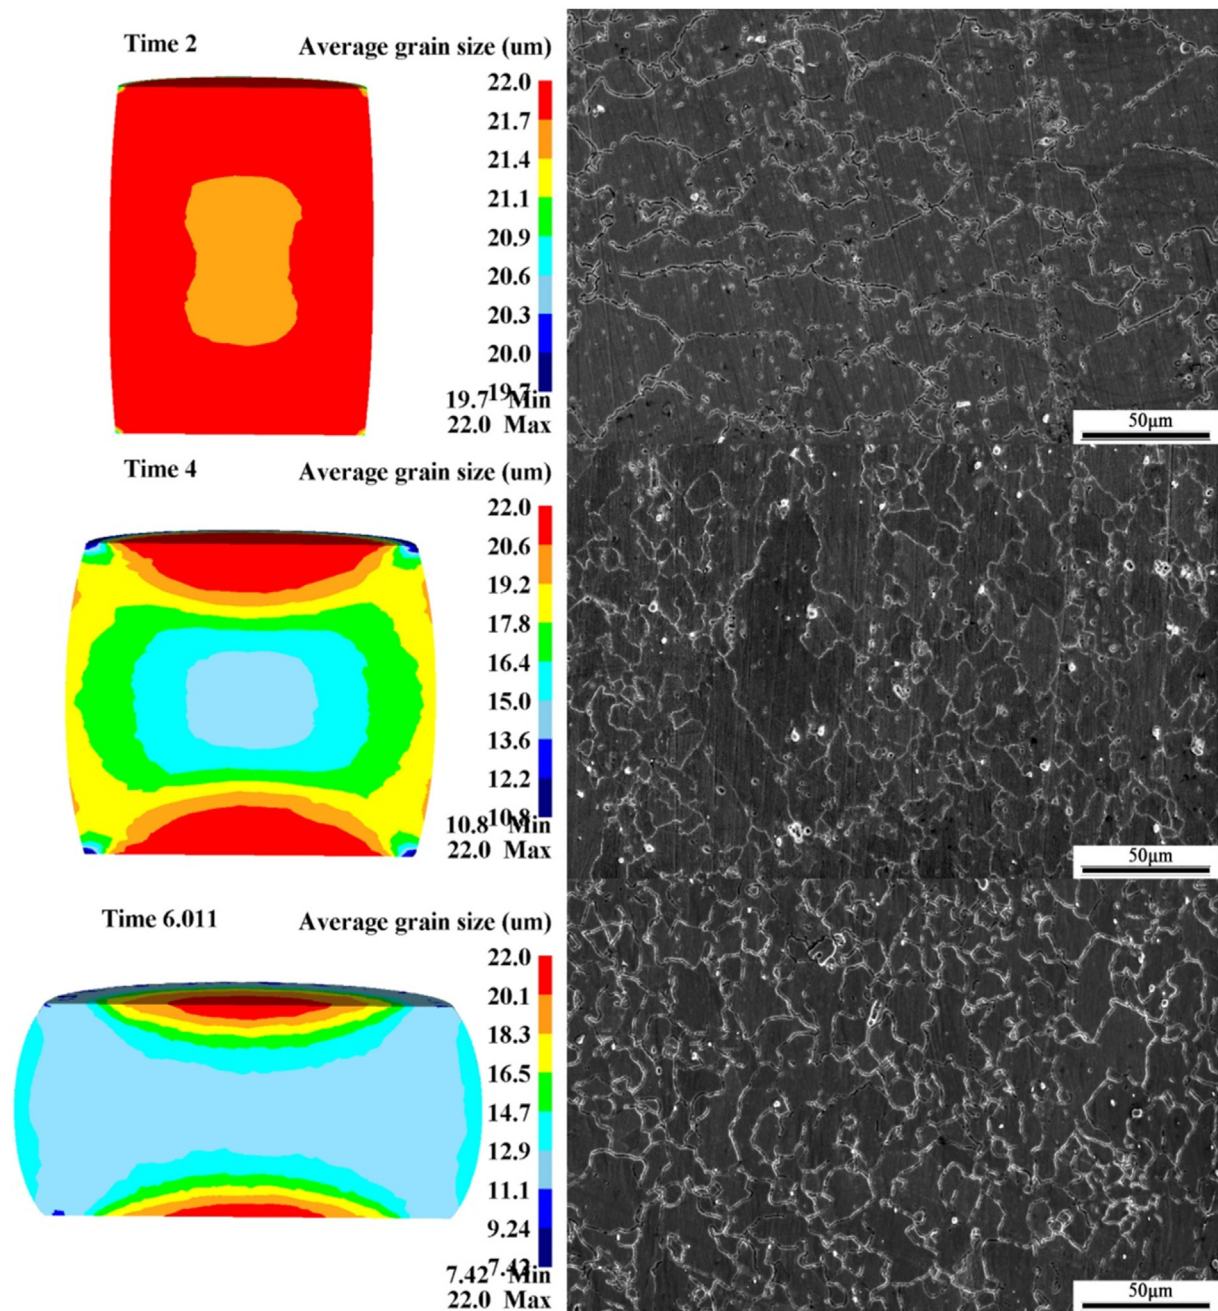 Time 2
Average grain size (um)
22.0
21.7
21.4
21.1
20.9
20.6
20.3
20.0
19.7
19.7 Min
22.0 Max
50μm
Time 4
Average grain size (um)
22.0
20.6
19.2
17.8
16.4
15.0
13.6
12.2
10.8
10.8 Min
22.0 Max
50μm
Time 6.011
Average grain size (um)
22.0
20.1
18.3
16.5
14.7
12.9
11.1
9.24
7.42
7.42 Min
22.0 Max
50μm